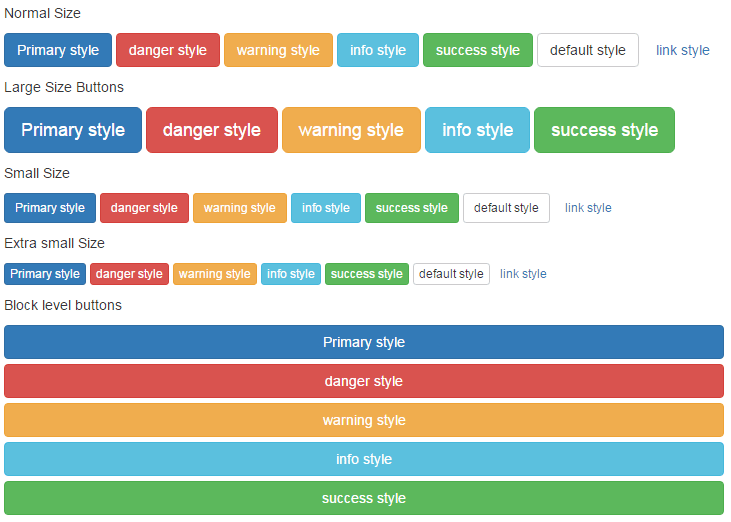 Normal Size
Primary style danger style warning style info style success style default style link style
Large Size Buttons
Primary style danger style warning style info style success style
Small Size
Primary style danger style warning style info style success style default style link style
Extra small Size
Primary style danger style warning style info style success style default style link style
Block level buttons
Primary style
danger style
warning style
info style
success style